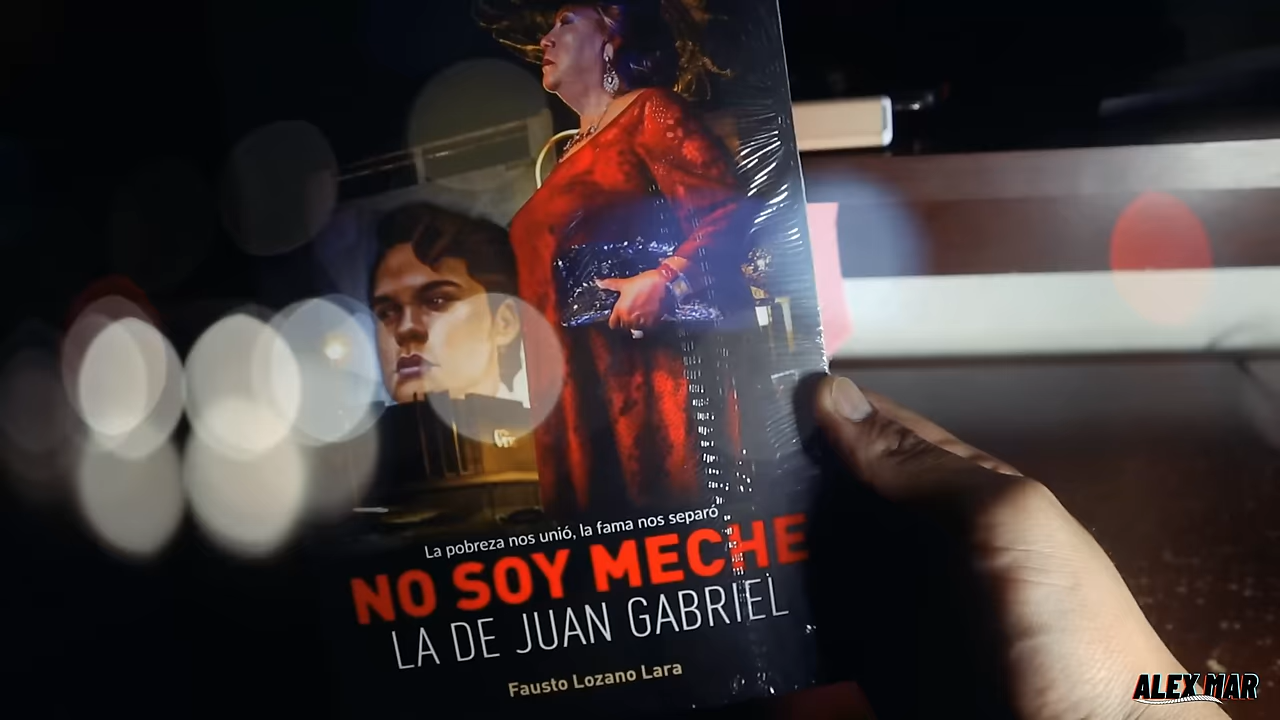 La pobreza nos unió, la fama nos separó
NO SOY MECHE
LA DE JUAN GABRIEL
Fausto Lozano Lara
ALEX MAR